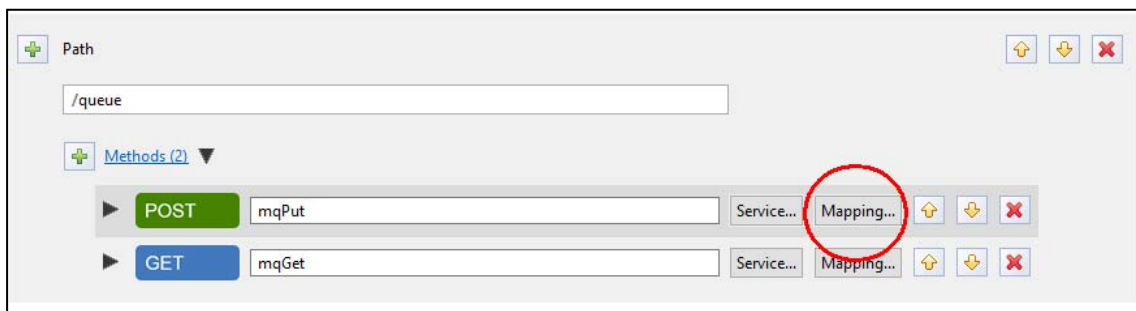 Path
/queue
Methods (2)
POST mqPut Service... Mapping...
GET mqGet Service... Mapping...